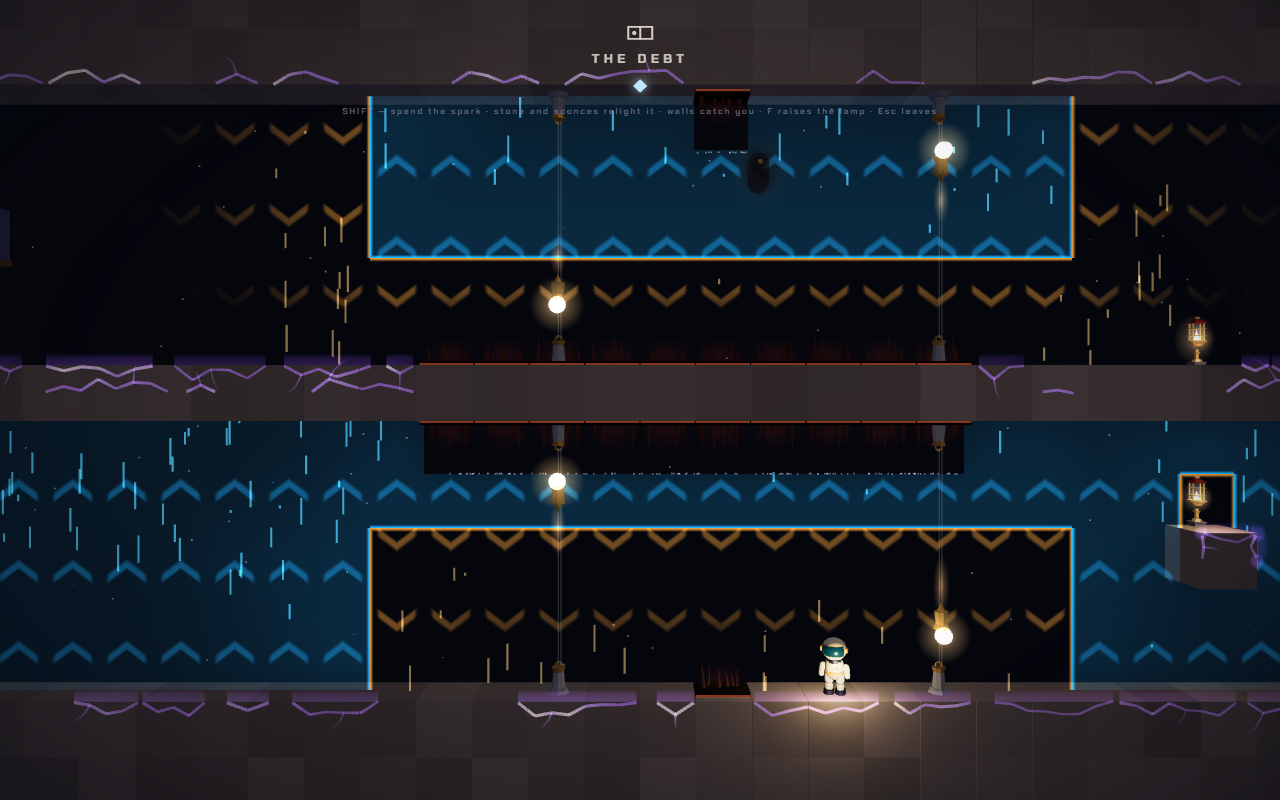 THE DEBT
SHIFT — spend the spark · stone and sconces relight it · walls catch you · F raises the lamp · Esc leaves